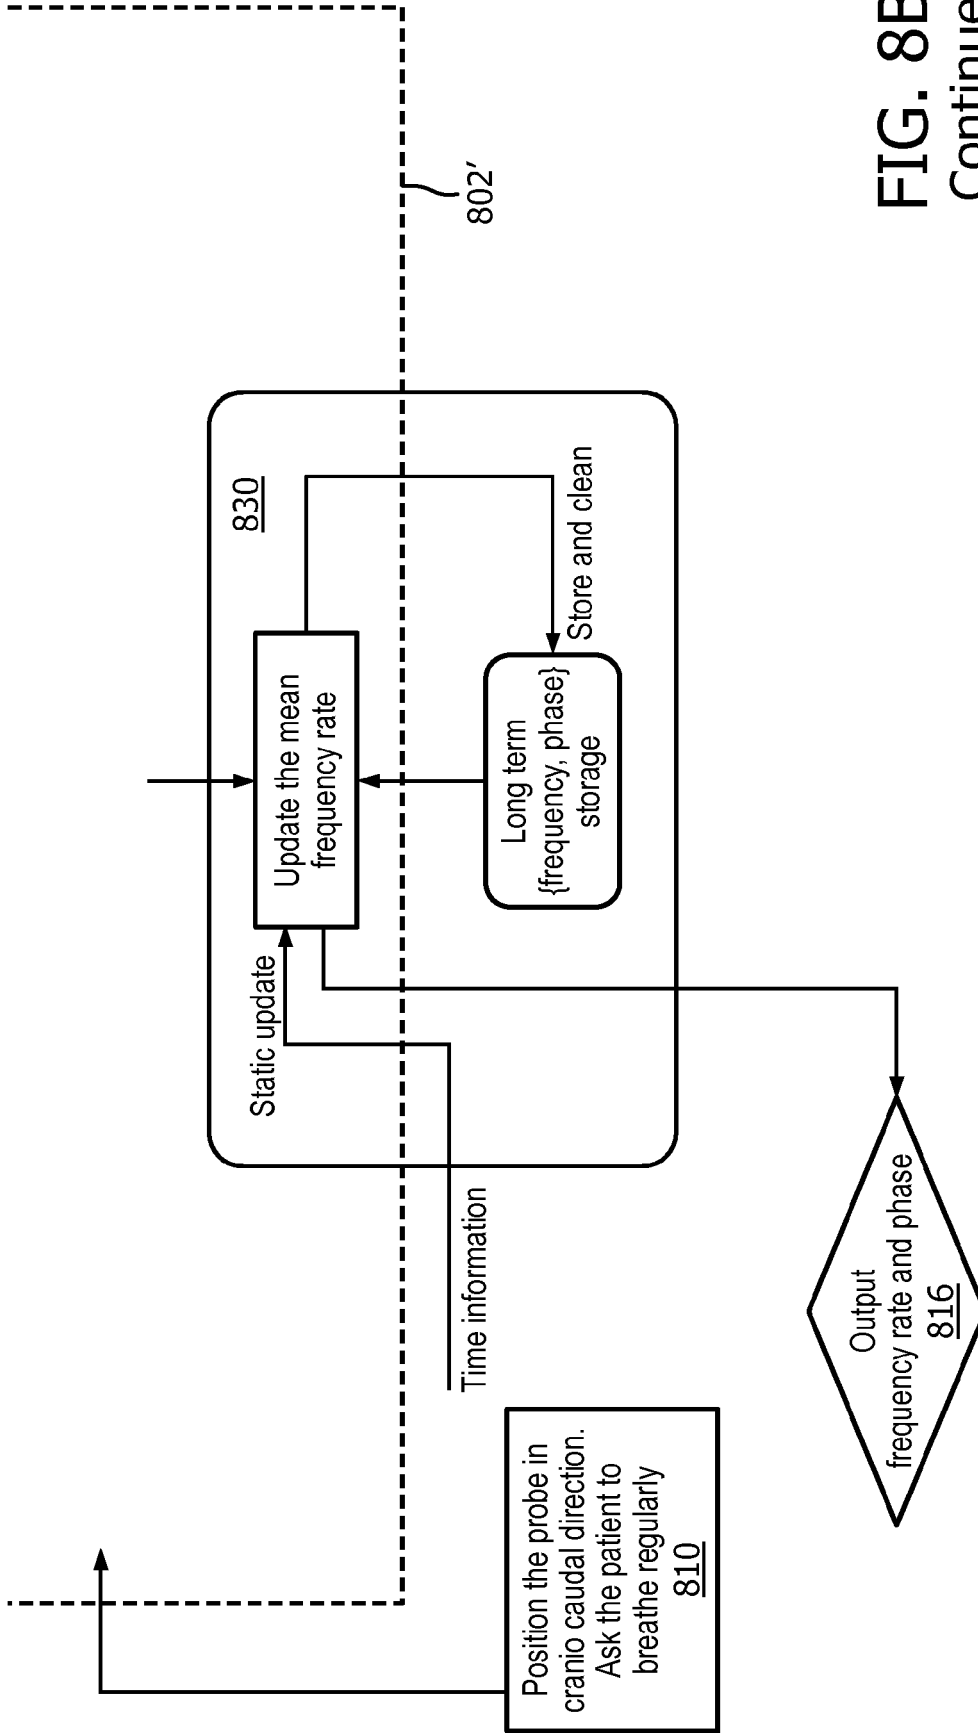 802'
830
Static update
Update the mean
frequency rate
Store and clean
Long term
{frequency, phase}
storage
Time information
Position the probe in
cranio caudal direction.
Ask the patient to
breathe regularly
810
Output
frequency rate and phase
816
FIG. 8B
Continue